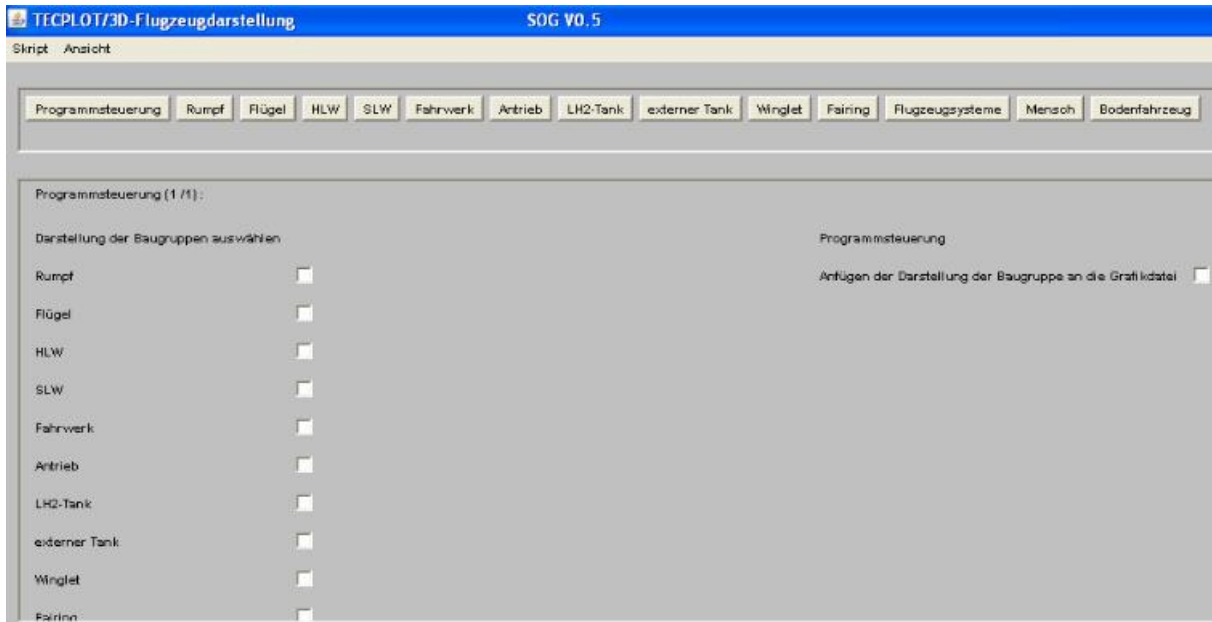 TECPLOT/3D-Flugzeugdarstellung SOG V0.5
Skript Ansicht
Programmsteuerung Rumpf Flügel HLW SLW Fahrwerk Antrieb LH2-Tank externer Tank Winglet Fairing Flugzeugsysteme Mensch Bodenfahrzeug
Programmsteuerung (1 /1) :
Darstellung der Baugruppen auswählen Programmsteuerung
Rumpf Anfügen der Darstellung der Baugruppe an die Grafikdatei
Flügel
HLW
SLW
Fahrwerk
Antrieb
LH2-Tank
externer Tank
Winglet
Fairing